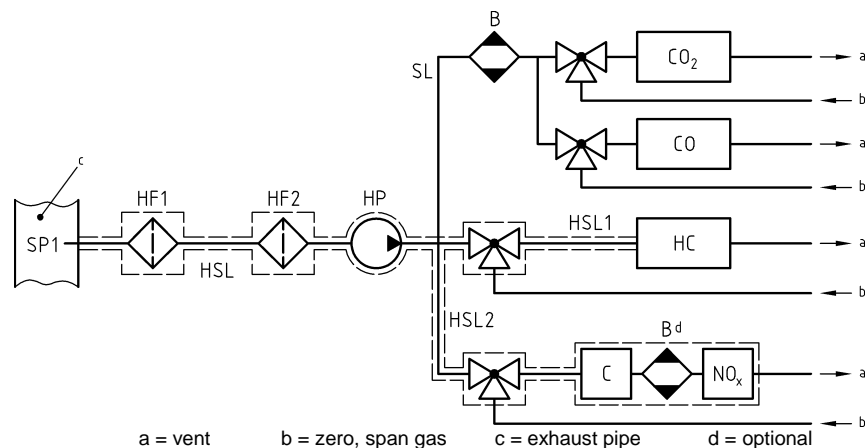 B
SL
CO₂
a
b
c
CO
a
HF1
HF2
HP
b
SP1
HSL
HSL1
HC
a
b
HSL2
Bᵈ
C
NOₓ
a
b
a = vent b = zero, span gas c = exhaust pipe d = optional